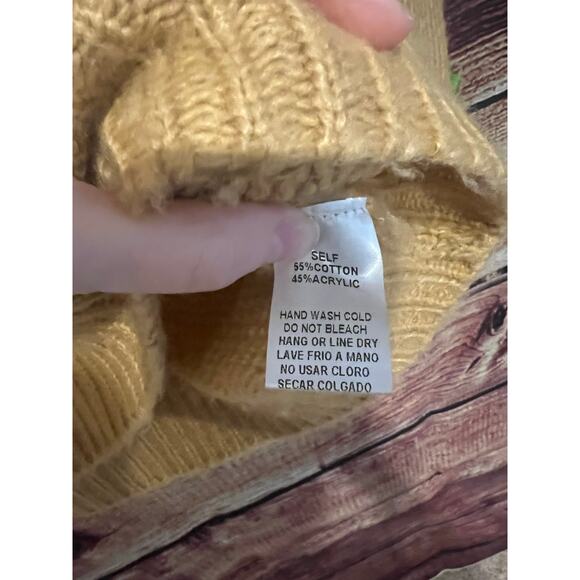 SELF
55%COTTON
45%ACRYLIC
HAND WASH COLD
DO NOT BLEACH
HANG OR LINE DRY
LAVE FRIO A MANO
NO USAR CLORO
SECAR COLGADO